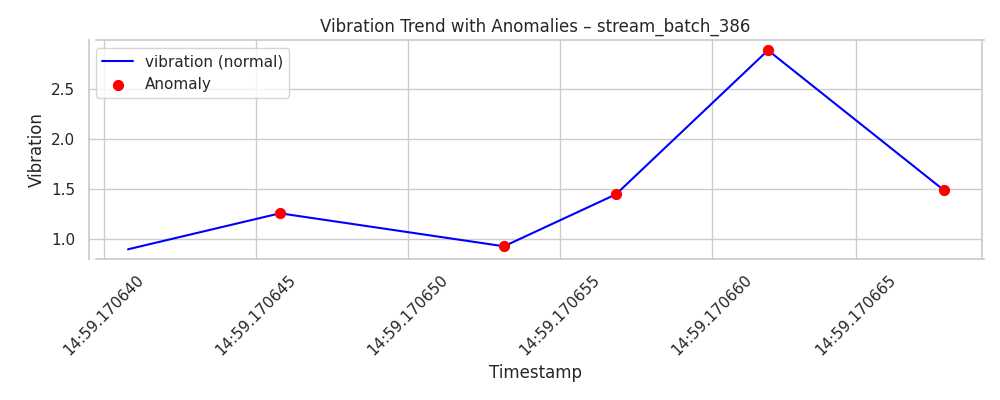 Vibration Trend with Anomalies – stream_batch_386
vibration (normal)
Anomaly
Vibration
2.5
2.0
1.5
1.0
14:59.170640
14:59.170645
14:59.170650
14:59.170655
14:59.170660
14:59.170665
Timestamp